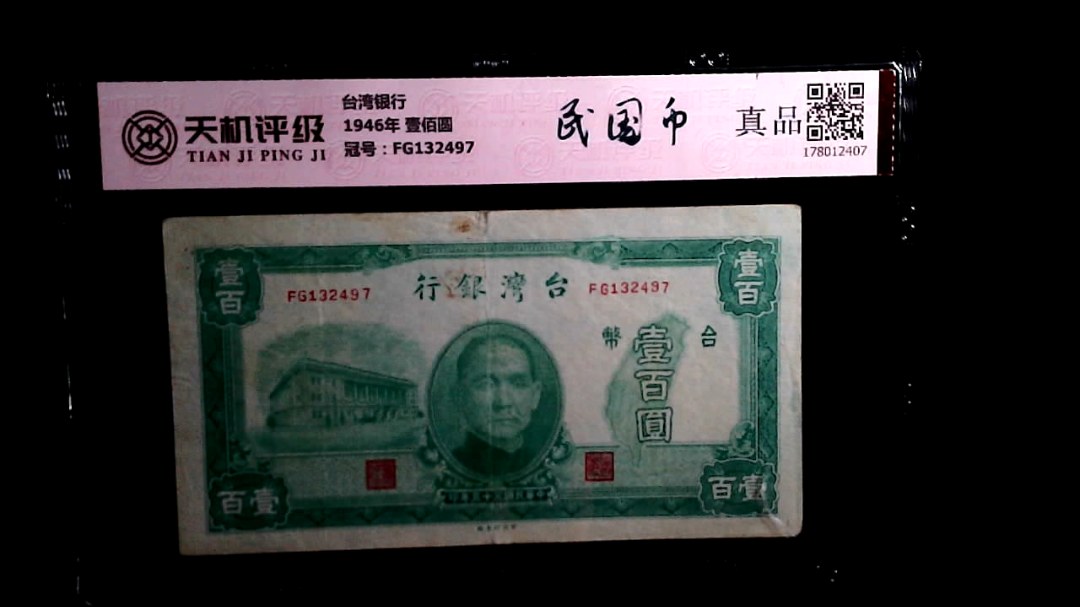 天机评级
TIAN JI PING JI
台湾银行
1946年 壹佰圆
冠号：FG132497
民国币
真品
178012407
壹百
FG132497
行銀灣台
FG132497
壹百
幣 台
壹百圓
百壹
百壹